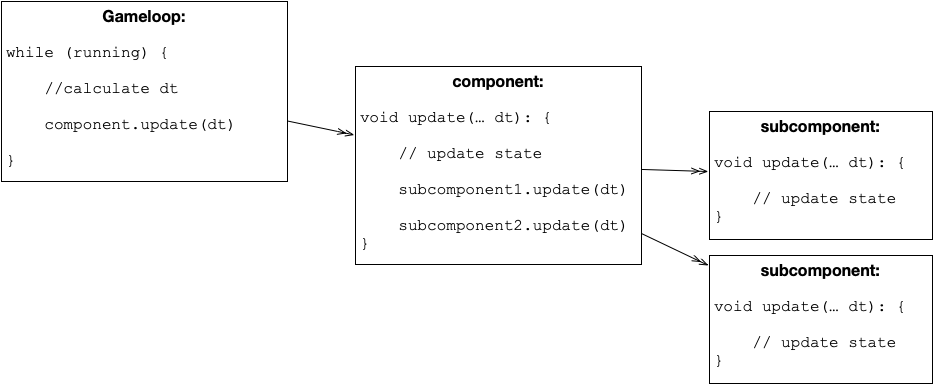 Gameloop:
while (running) {
//calculate dt
component.update(dt)
}
component:
void update(… dt): {
// update state
subcomponent1.update(dt)
subcomponent2.update(dt)
}
subcomponent:
void update(… dt): {
// update state
}
subcomponent:
void update(… dt): {
// update state
}